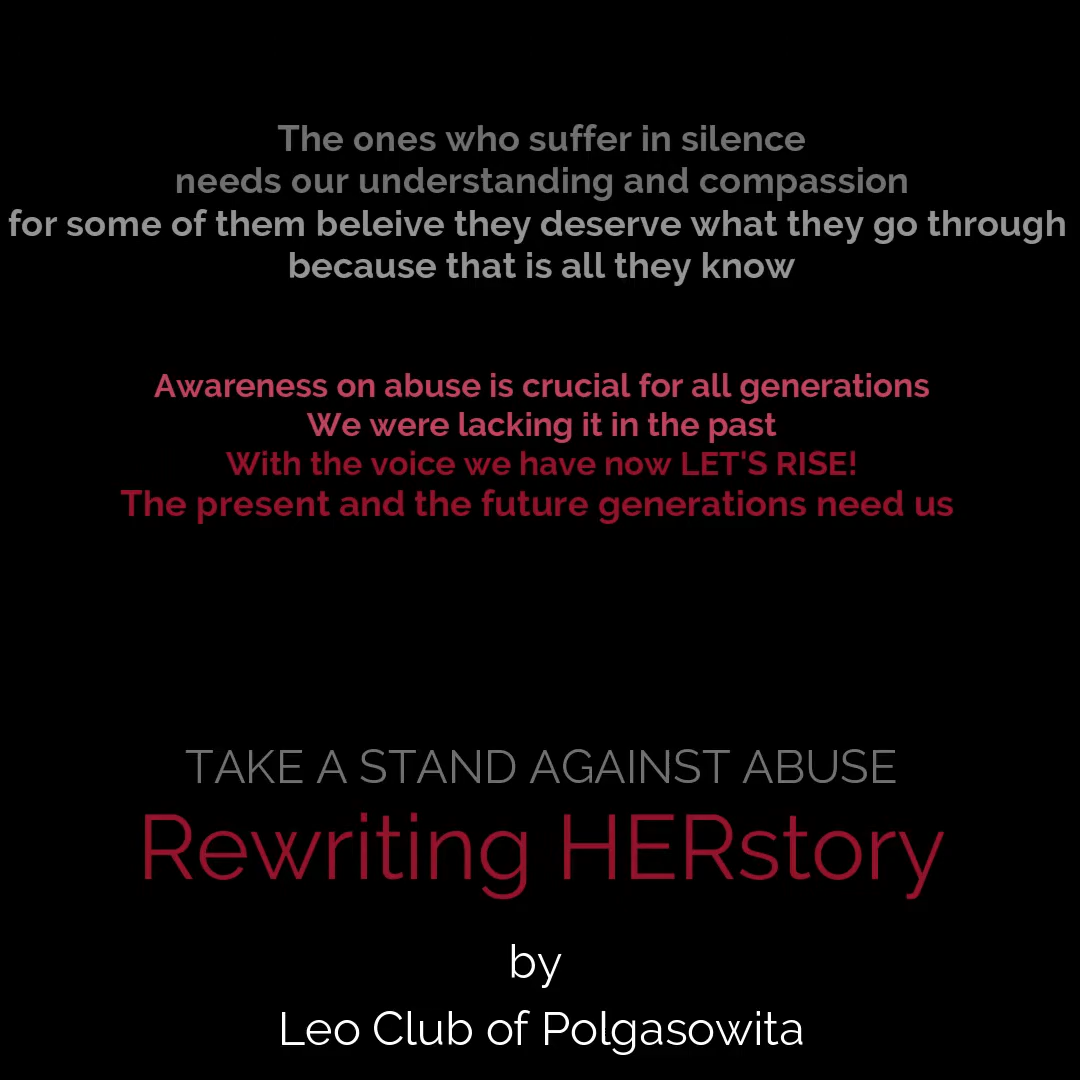 The ones who suffer in silence
needs our understanding and compassion
for some of them beleive they deserve what they go through
because that is all they know
Awareness on abuse is crucial for all generations
We were lacking it in the past
With the voice we have now LET'S RISE!
The present and the future generations need us
TAKE A STAND AGAINST ABUSE
Rewriting HERstory
by
Leo Club of Polgasowita